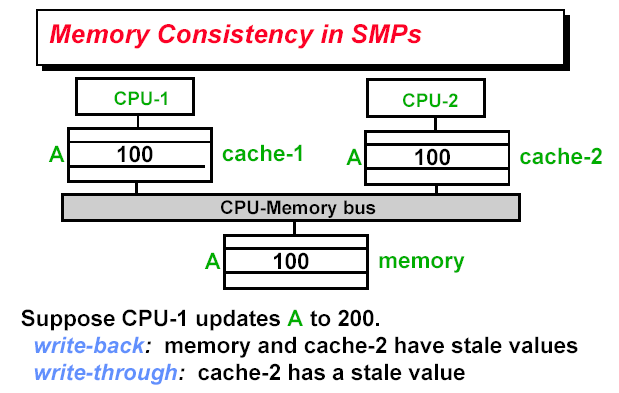 Memory Consistency in SMPs
CPU-1
CPU-2
A 100 cache-1
A 100 cache-2
CPU-Memory bus
A 100 memory
Suppose CPU-1 updates A to 200.
write-back: memory and cache-2 have stale values
write-through: cache-2 has a stale value